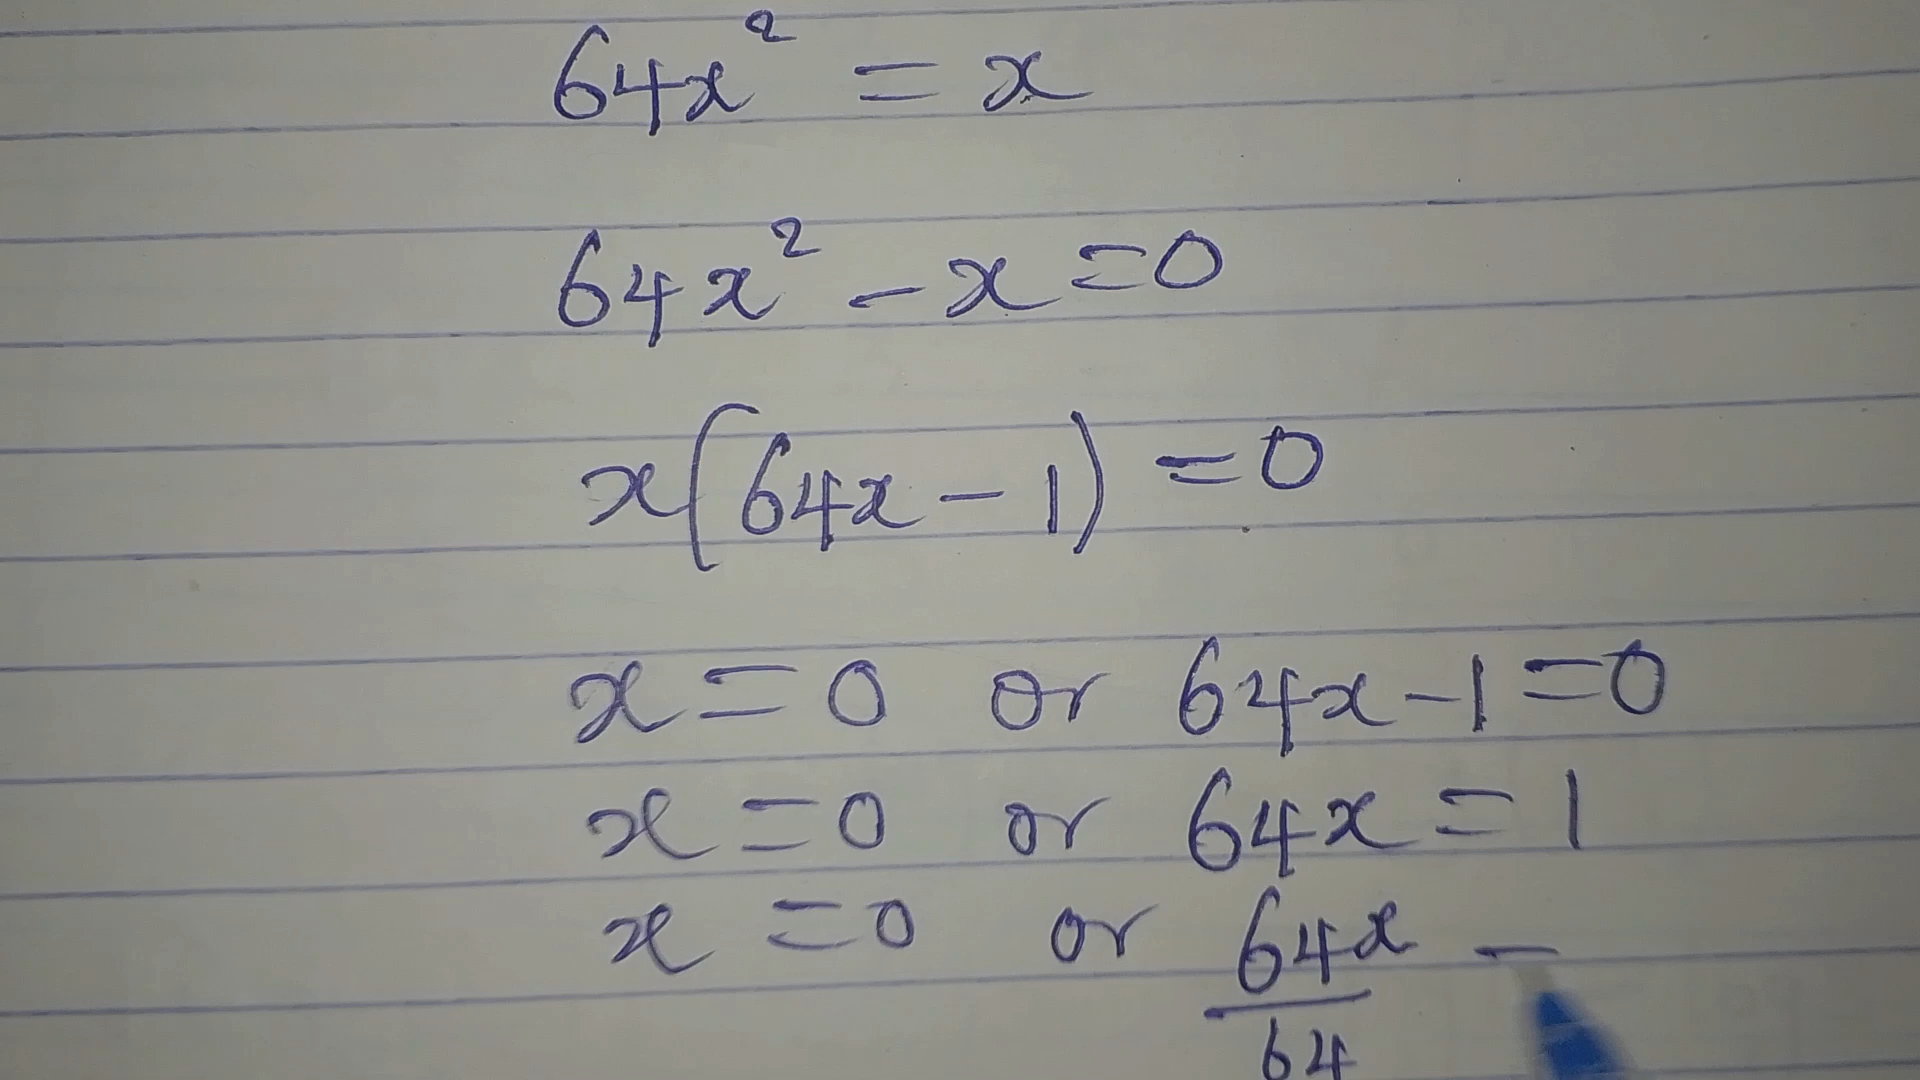 64x² = x
64x² - x = 0
x(64x - 1) = 0
x = 0 or 64x - 1 = 0
x = 0 or 64x = 1
x = 0 or 64x/64 -